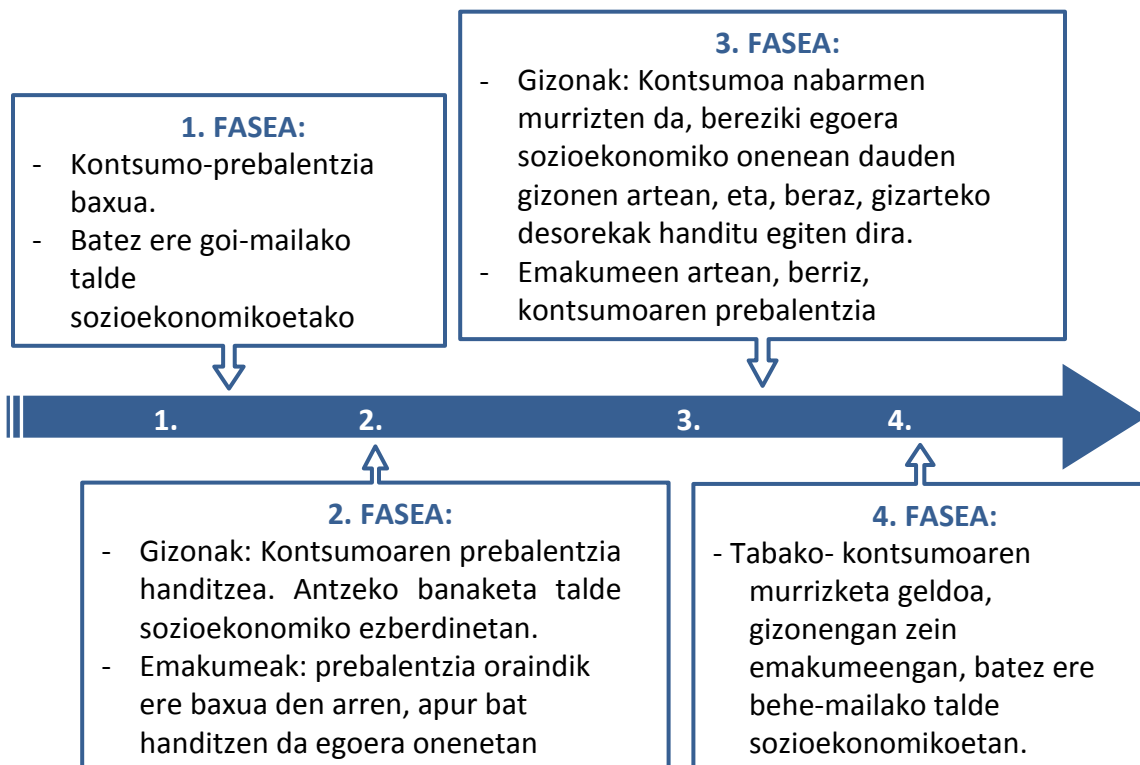 1. FASEA:
- Kontsumo-prebalentzia
baxua.
- Batez ere goi-mailako
talde
sozioekonomikoetako
3. FASEA:
- Gizonak: Kontsumoa nabarmen
murrizten da, bereziki egoera
sozioekonomiko onenean dauden
gizonen artean, eta, beraz, gizarteko
desorekak handitu egiten dira.
- Emakumeen artean, berriz,
kontsumoaren prebalentzia
1. 2. 3. 4.
2. FASEA:
- Gizonak: Kontsumoaren prebalentzia
handitzea. Antzeko banaketa talde
sozioekonomiko ezberdinetan.
- Emakumeak: prebalentzia oraindik
ere baxua den arren, apur bat
handitzen da egoera onenetan
4. FASEA:
- Tabako- kontsumoaren
murrizketa geldoa,
gizonengan zein
emakumeengan, batez ere
behe-mailako talde
sozioekonomikoetan.